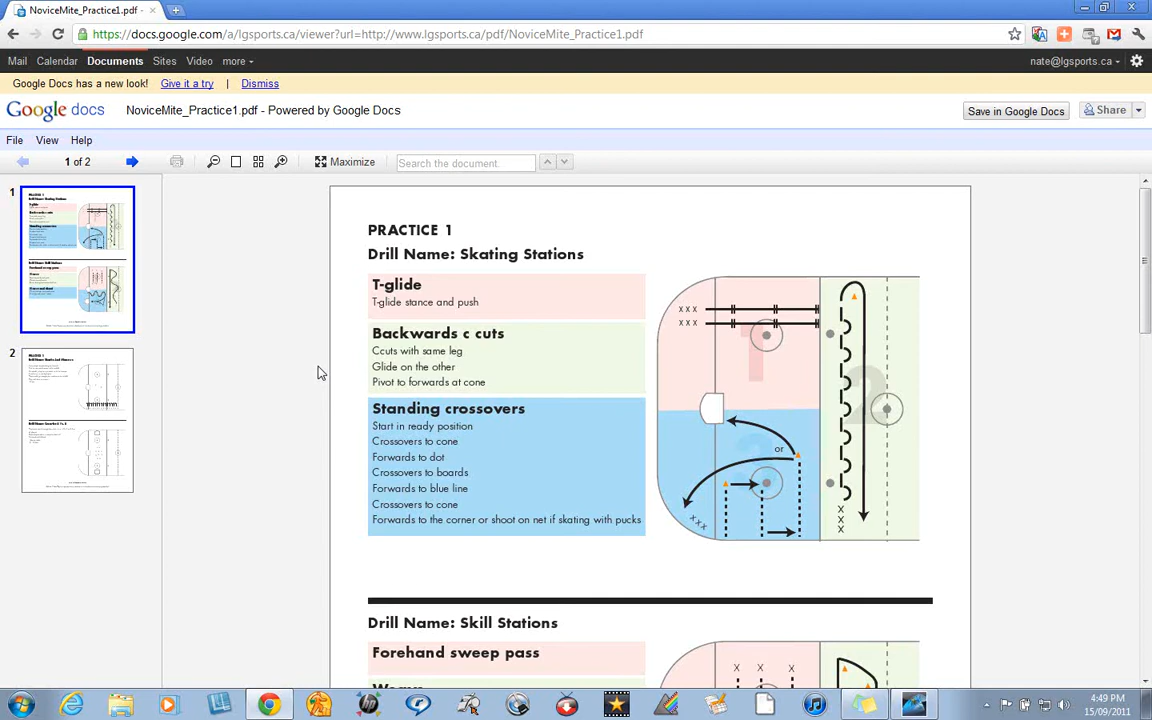 NoviceMite_Practice1.pdf -
https://docs.google.com/a/lgsports.ca/viewer?url=http://www.lgsports.ca/pdf/NoviceMite_Practice1.pdf
Mail Calendar Documents Sites Video more
nate@lgsports.ca
Google Docs has a new look! Give it a try | Dismiss
Google docs
NoviceMite_Practice1.pdf - Powered by Google Docs
Save in Google Docs
Share
File View Help
1 of 2
Maximize
Search the document
1
2
PRACTICE 1
Drill Name: Skating Stations
T-glide
T-glide stance and push
Backwards c cuts
Ccuts with same leg
Glide on the other
Pivot to forwards at cone
Standing crossovers
Start in ready position
Crossovers to cone
Forwards to dot
Crossovers to boards
Forwards to blue line
Crossovers to cone
Forwards to the corner or shoot on net if skating with pucks
X X X
X X X
1
2
3
or
X X X
X
X
X
Drill Name: Skill Stations
Forehand sweep pass
X X X
4:49 PM
15/09/2011